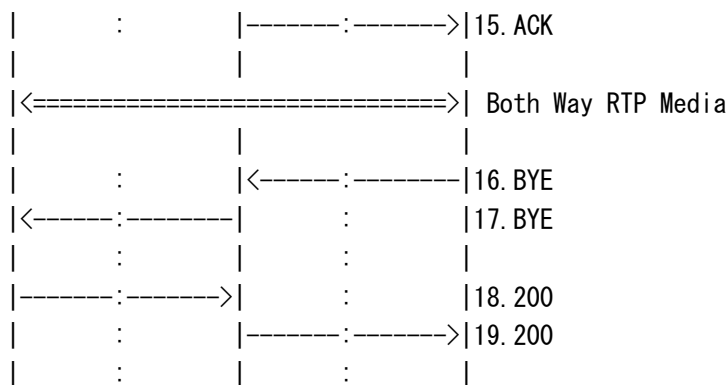 |       :        |-------:------->|15. ACK
|                |                |
|<===============================>| Both Way RTP Media
|                |                |
|       :        |<------:--------|16. BYE
|<------:--------|       :        |17. BYE
|       :        |       :        |
|-------:------->|       :        |18. 200
|       :        |-------:------->|19. 200
|       :        |       :        |